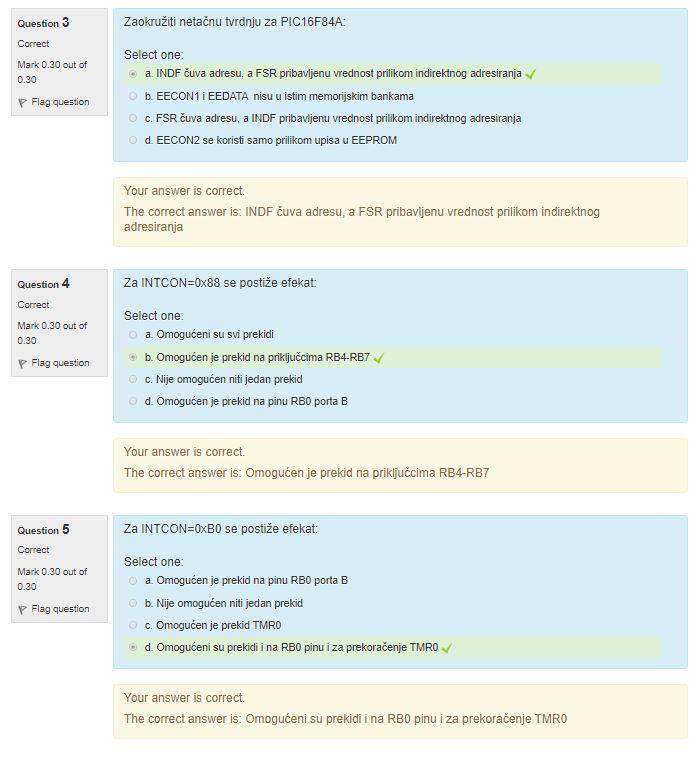 Question 3
Correct
Mark 0.30 out of
0.30
Flag question
Zaokružiti netačnu tvrdnju za PIC16F84A:
Select one:
a. INDF čuva adresu, a FSR pribavljenu vrednost prilikom indirektnog adresiranja
b. EECON1 i EEDATA nisu u istim memorijskim bankama
c. FSR čuva adresu, a INDF pribavljenu vrednost prilikom indirektnog adresiranja
d. EECON2 se koristi samo prilikom upisa u EEPROM
Your answer is correct.
The correct answer is: INDF čuva adresu, a FSR pribavljenu vrednost prilikom indirektnog
adresiranja
Question 4
Correct
Mark 0.30 out of
0.30
Flag question
Za INTCON=0x88 se postiže efekat:
Select one:
a. Omogućeni su svi prekidi
b. Omogućen je prekid na priključcima RB4-RB7
c. Nije omogućen niti jedan prekid
d. Omogućen je prekid na pinu RB0 porta B
Your answer is correct.
The correct answer is: Omogućen je prekid na priključcima RB4-RB7
Question 5
Correct
Mark 0.30 out of
0.30
Flag question
Za INTCON=0xB0 se postiže efekat:
Select one:
a. Omogućen je prekid na pinu RB0 porta B
b. Nije omogućen niti jedan prekid
c. Omogućen je prekid TMR0
d. Omogućeni su prekidi i na RB0 pinu i za prekoračenje TMR0
Your answer is correct.
The correct answer is: Omogućeni su prekidi i na RB0 pinu i za prekoračenje TMR0